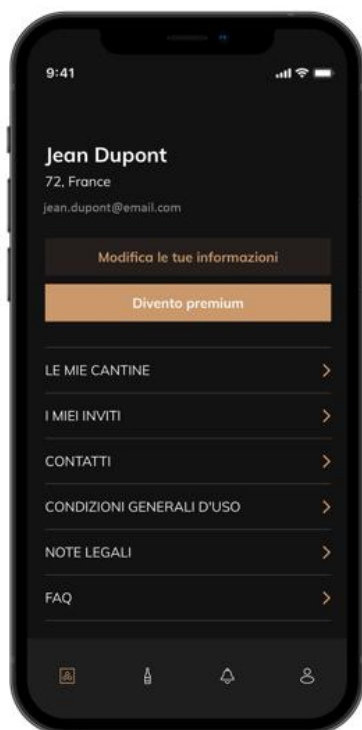 9:41
Jean Dupont
72, France
jean.dupont@email.com
Modifica le tue informazioni
Divento premium
LE MIE CANTINE
I MIEI INVITI
CONTATTI
CONDIZIONI GENERALI D'USO
NOTE LEGALI
FAQ